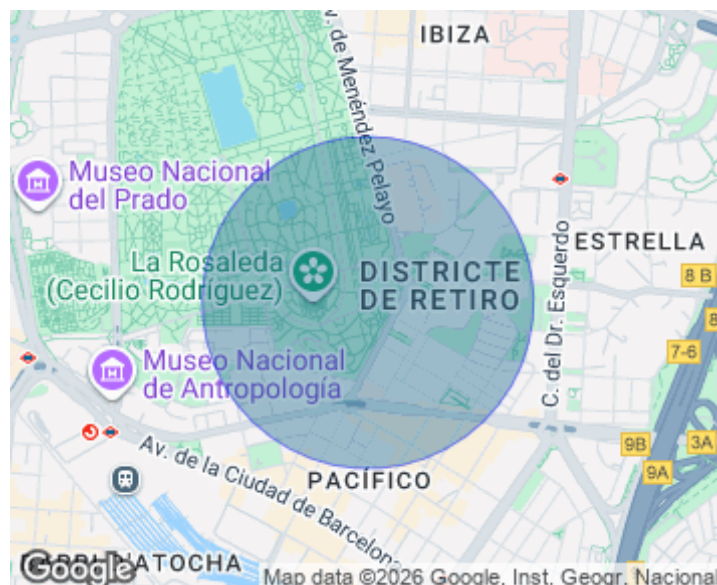 IBIZA
Av. de Menéndez Pelayo
Museo Nacional
del Prado
La Rosaleda
(Cecilio Rodríguez)
DISTRICTE
DE RETIRO
ESTRELLA
C. del Dr. Esquerdo
8 B
8
7-6
Museo Nacional
de Antropología
9B
3A
9A
Av. de la Ciudad de Barcelona
PACÍFICO
BARRI D'ATOCHA
Google
Map data ©2026 Google, Inst. Geogr. Nacional